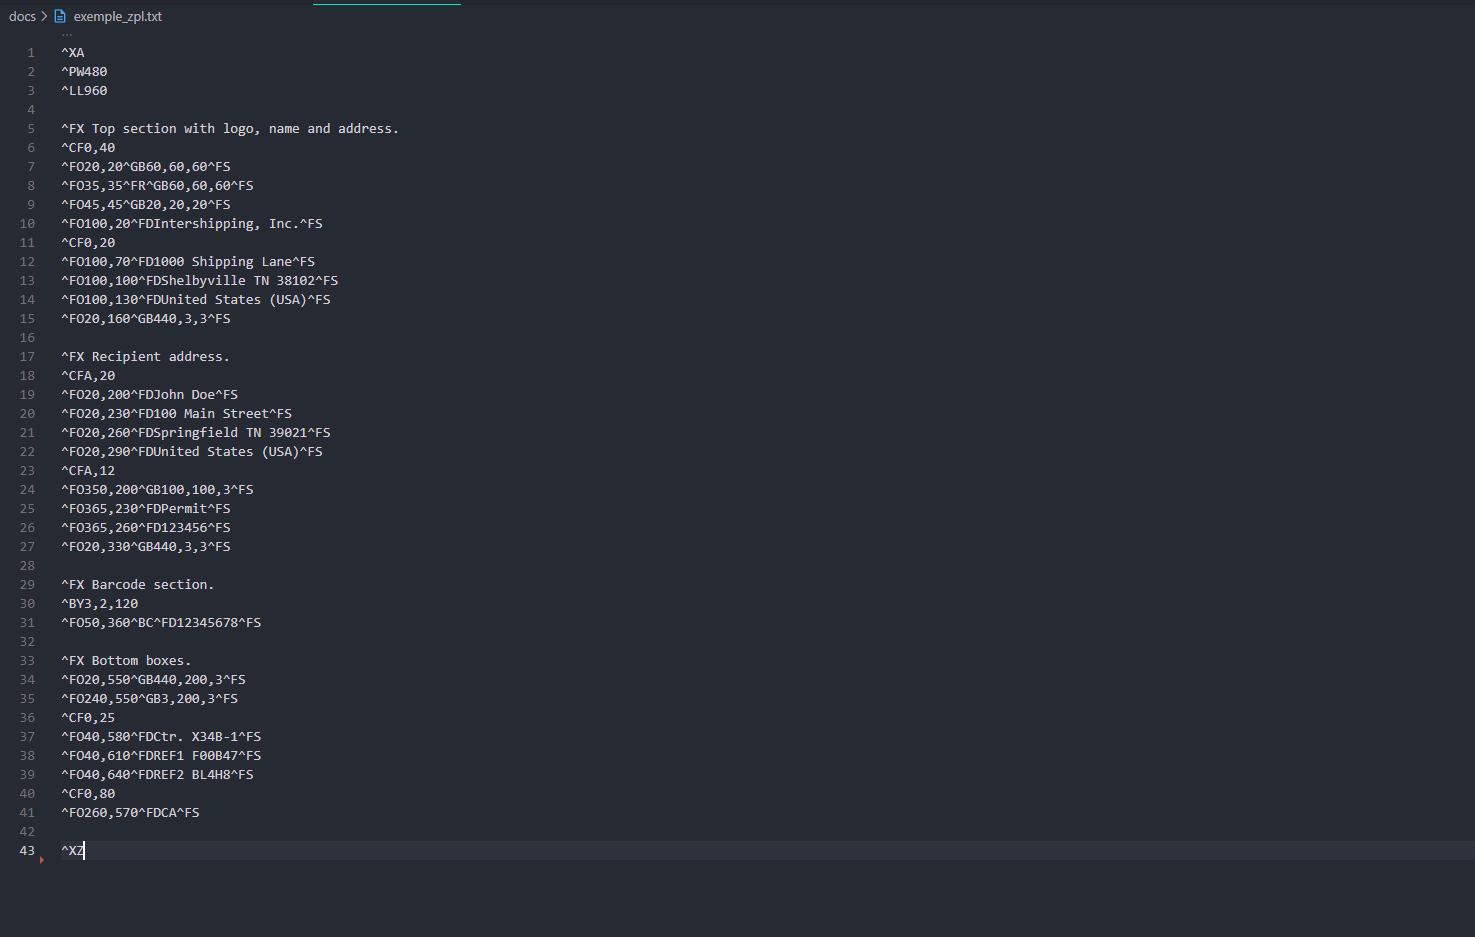 docs > exemple_zpl.txt
...
1 ^XA
2 ^PW480
3 ^LL960
4
5 ^FX Top section with logo, name and address.
6 ^CF0,40
7 ^FO20,20^GB60,60,60^FS
8 ^FO35,35^FR^GB60,60,60^FS
9 ^FO45,45^GB20,20,20^FS
10 ^FO100,20^FDIntershipping, Inc.^FS
11 ^CF0,20
12 ^FO100,70^FD1000 Shipping Lane^FS
13 ^FO100,100^FDShelbyville TN 38102^FS
14 ^FO100,130^FDUnited States (USA)^FS
15 ^FO20,160^GB440,3,3^FS
16
17 ^FX Recipient address.
18 ^CFA,20
19 ^FO20,200^FDJohn Doe^FS
20 ^FO20,230^FD100 Main Street^FS
21 ^FO20,260^FDSpringfield TN 39021^FS
22 ^FO20,290^FDUnited States (USA)^FS
23 ^CFA,12
24 ^FO350,200^GB100,100,3^FS
25 ^FO365,230^FDPermit^FS
26 ^FO365,260^FD123456^FS
27 ^FO20,330^GB440,3,3^FS
28
29 ^FX Barcode section.
30 ^BY3,2,120
31 ^FO50,360^BC^FD12345678^FS
32
33 ^FX Bottom boxes.
34 ^FO20,550^GB440,200,3^FS
35 ^FO240,550^GB3,200,3^FS
36 ^CF0,25
37 ^FO40,580^FDCtr. X34B-1^FS
38 ^FO40,610^FDREF1 F00B47^FS
39 ^FO40,640^FDREF2 BL4H8^FS
40 ^CF0,80
41 ^FO260,570^FDCA^FS
42
43 ^XZ